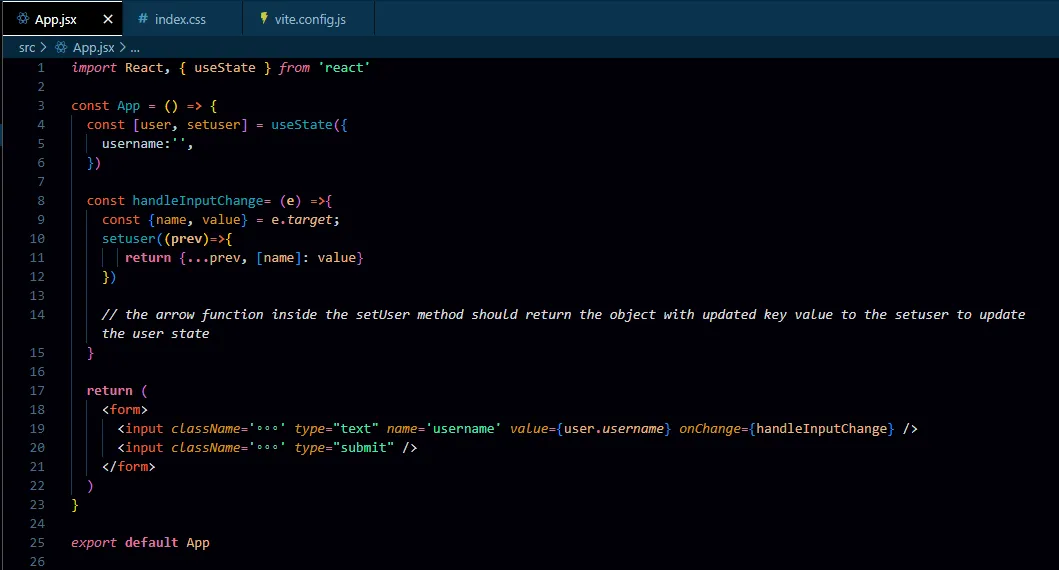 App.jsx × # index.css vite.config.js
src > App.jsx > ...
1 import React, { useState } from 'react'
2
3 const App = () => {
4 const [user, setuser] = useState({
5 username:'',
6 })
7
8 const handleInputChange= (e) =>{
9 const {name, value} = e.target;
10 setuser((prev)=>{
11 return {...prev, [name]: value}
12 })
13
14 // the arrow function inside the setUser method should return the object with updated key value to the setuser to update
the user state
15 }
16
17 return (
18 <form>
19 <input className='∘∘∘' type="text" name='username' value={user.username} onChange={handleInputChange} />
20 <input className='∘∘∘' type="submit" />
21 </form>
22 )
23 }
24
25 export default App
26